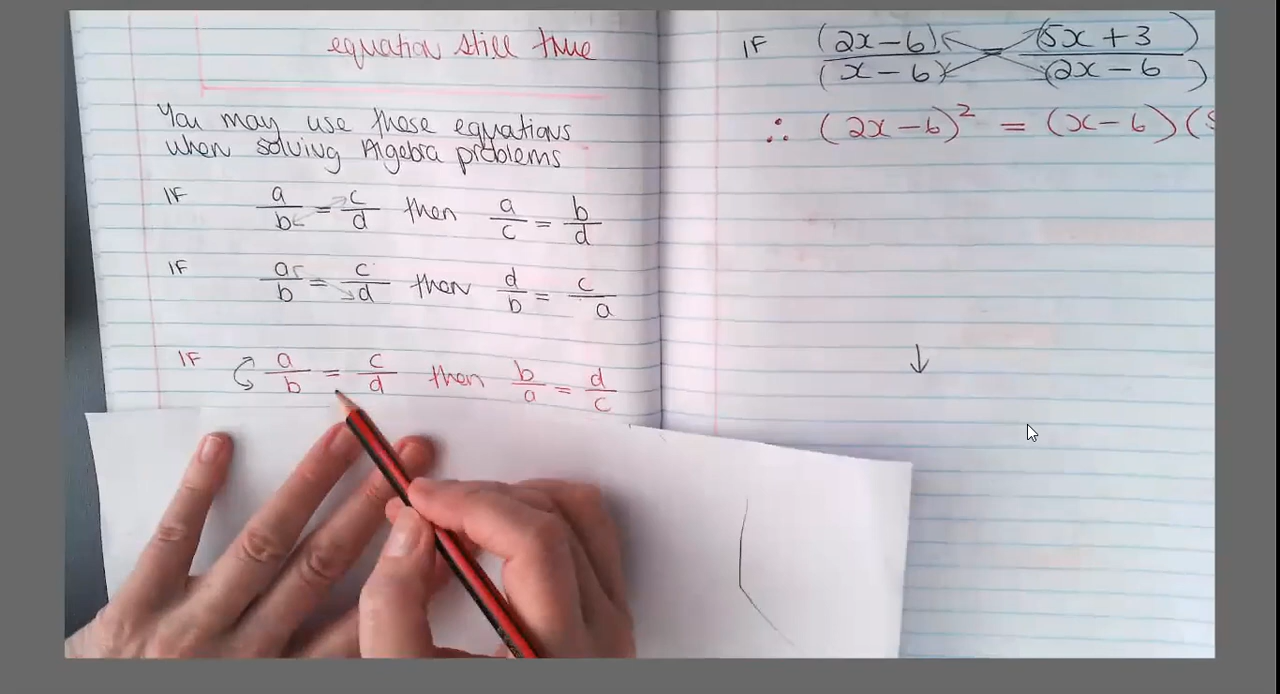 equation still true
You may use these equations
when solving Algebra problems
IF a/b = c/d then a/c = b/d
IF a/b = c/d then d/b = c/a
IF a/b = c/d then b/a = d/c
IF (2x-6)/(x-6) = (5x+3)/(2x-6)
∴ (2x-6)² = (x-6)(